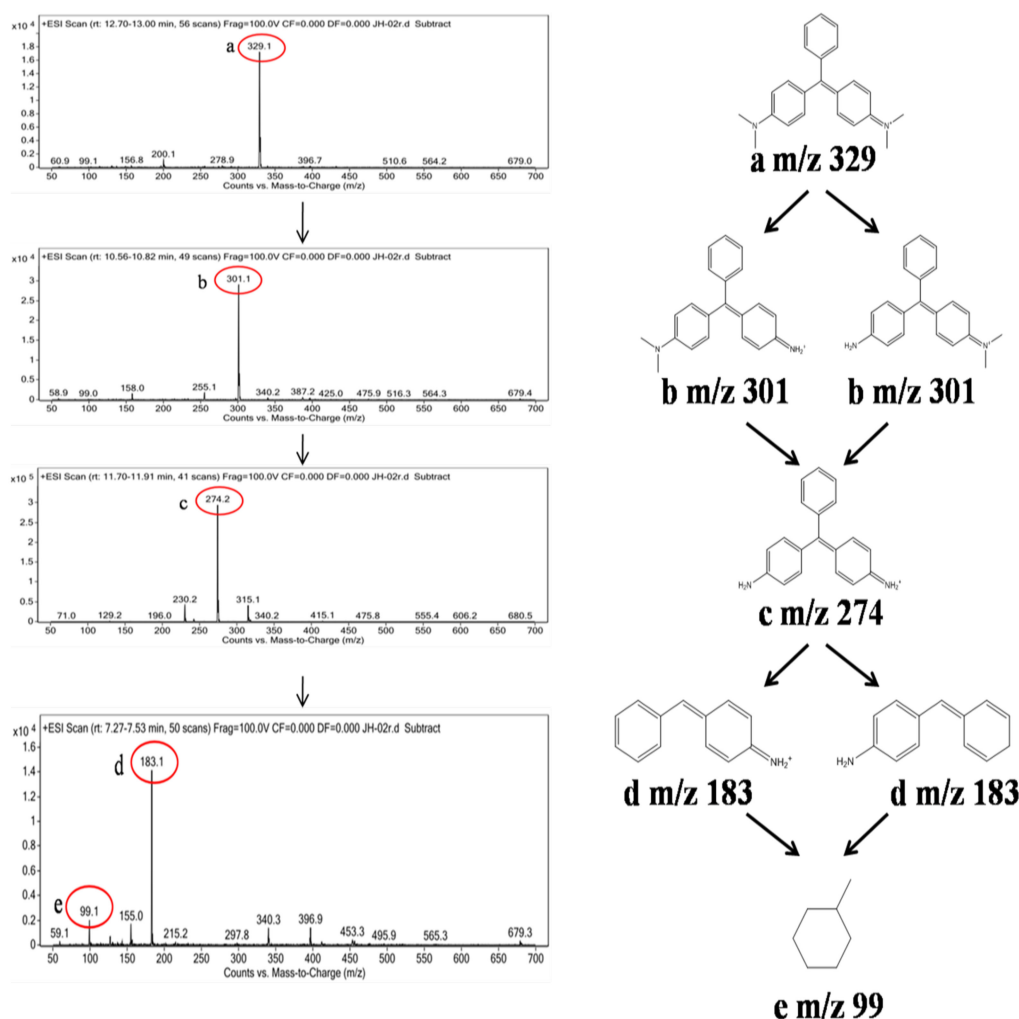 +ESI Scan (rt: 12.70-13.00 min, 56 scans) Frag=100.0V CF=0.000 DF=0.000 JH-02r.d Subtract
x10 4
1.8
1.6
1.4
1.2
1
0.8
0.6
0.4
0.2
0
a
329.1
60.9 99.1 156.8 200.1 278.9 396.7 510.6 564.2 679.0
50 100 150 200 250 300 350 400 450 500 550 600 650 700
Counts vs. Mass-to-Charge (m/z)
+ESI Scan (rt: 10.56-10.82 min, 49 scans) Frag=100.0V CF=0.000 DF=0.000 JH-02r.d Subtract
x10 4
3
2.5
2
1.5
1
0.5
0
b
301.1
58.9 99.0 158.0 255.1 340.2 387.2 425.0 475.9 516.3 564.3 679.4
50 100 150 200 250 300 350 400 450 500 550 600 650 700
Counts vs. Mass-to-Charge (m/z)
+ESI Scan (rt: 11.70-11.91 min, 41 scans) Frag=100.0V CF=0.000 DF=0.000 JH-02r.d Subtract
x10 5
3
2.5
2
1.5
1
0.5
0
c
274.2
71.0 129.2 196.0 230.2 315.1 340.2 415.1 475.8 555.4 606.2 680.5
50 100 150 200 250 300 350 400 450 500 550 600 650 700
Counts vs. Mass-to-Charge (m/z)
+ESI Scan (rt: 7.27-7.53 min, 50 scans) Frag=100.0V CF=0.000 DF=0.000 JH-02r.d Subtract
x10 4
1.6
1.4
1.2
1
0.8
0.6
0.4
0.2
0
d
183.1
e
99.1
59.1 155.0 215.2 297.8 340.3 396.9 453.3 495.9 565.3 679.3
50 100 150 200 250 300 350 400 450 500 550 600 650 700
Counts vs. Mass-to-Charge (m/z)
N N⁺
a m/z 329
N NH₂⁺
H₂N N⁺
b m/z 301 b m/z 301
H₂N NH₂⁺
c m/z 274
NH₂⁺ H₂N
d m/z 183 d m/z 183
e m/z 99